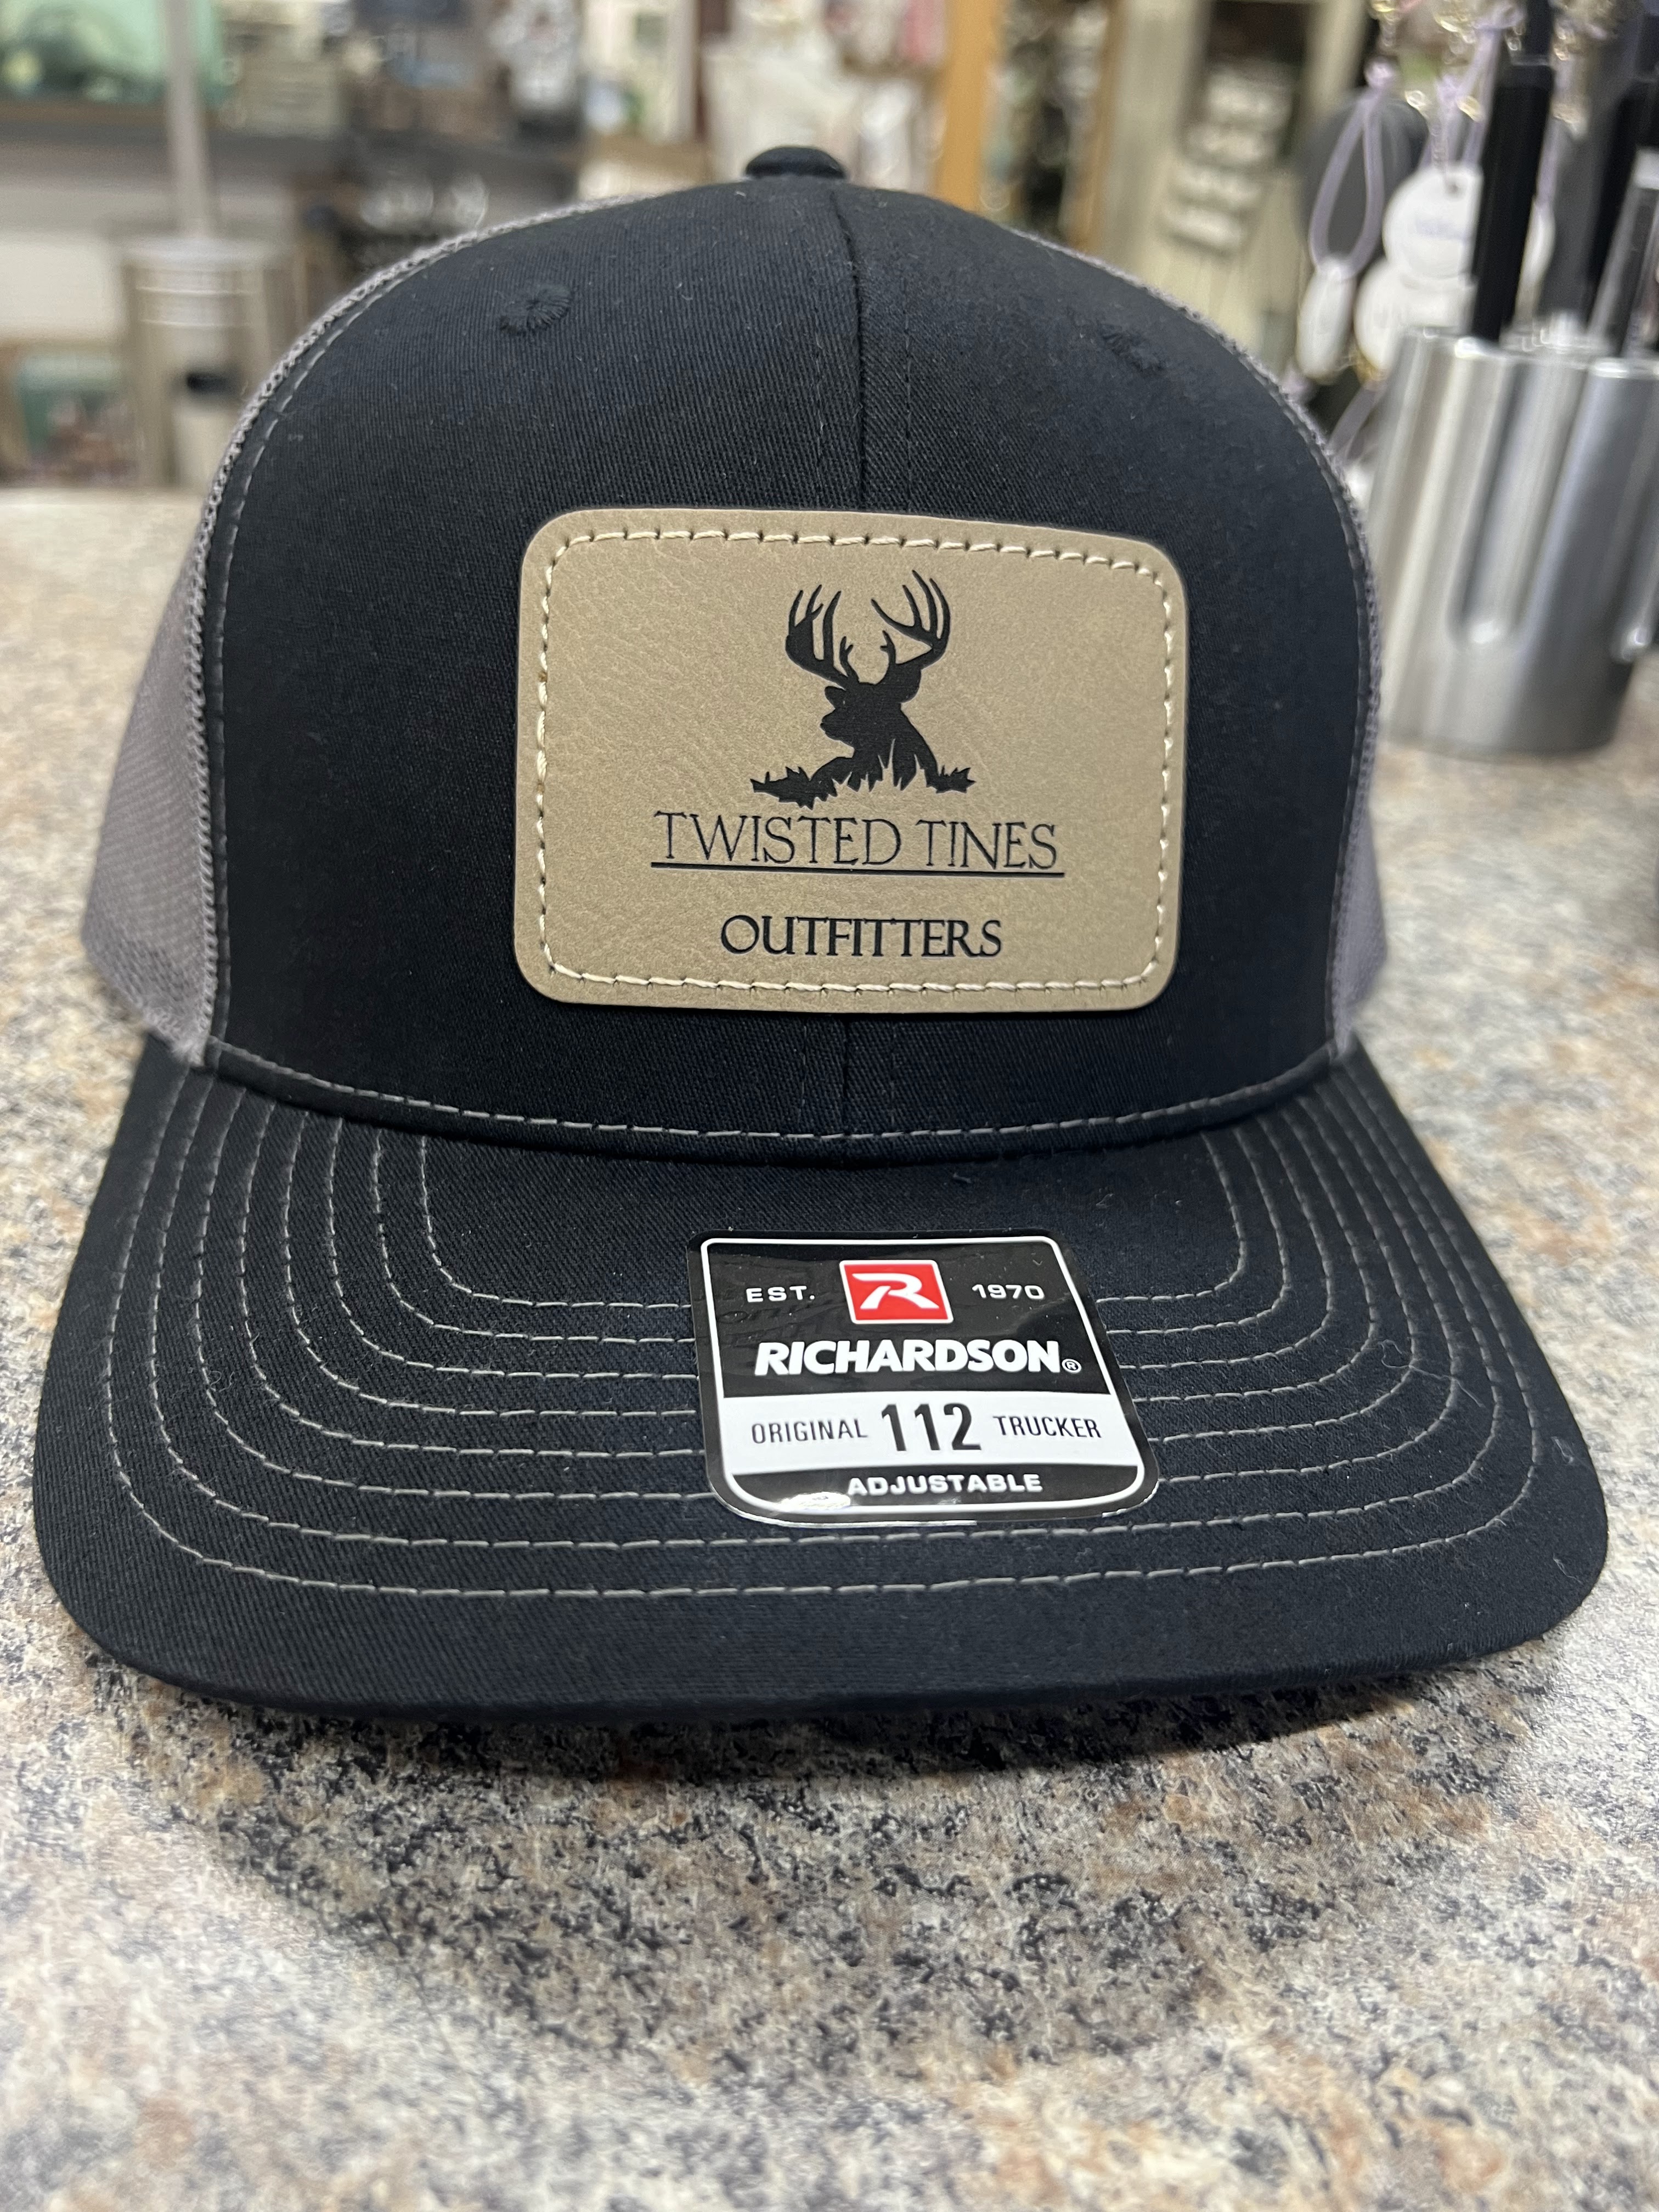 TWISTED TINES
OUTFITTERS
EST. R 1970
RICHARDSON®
ORIGINAL 112 TRUCKER
ADJUSTABLE